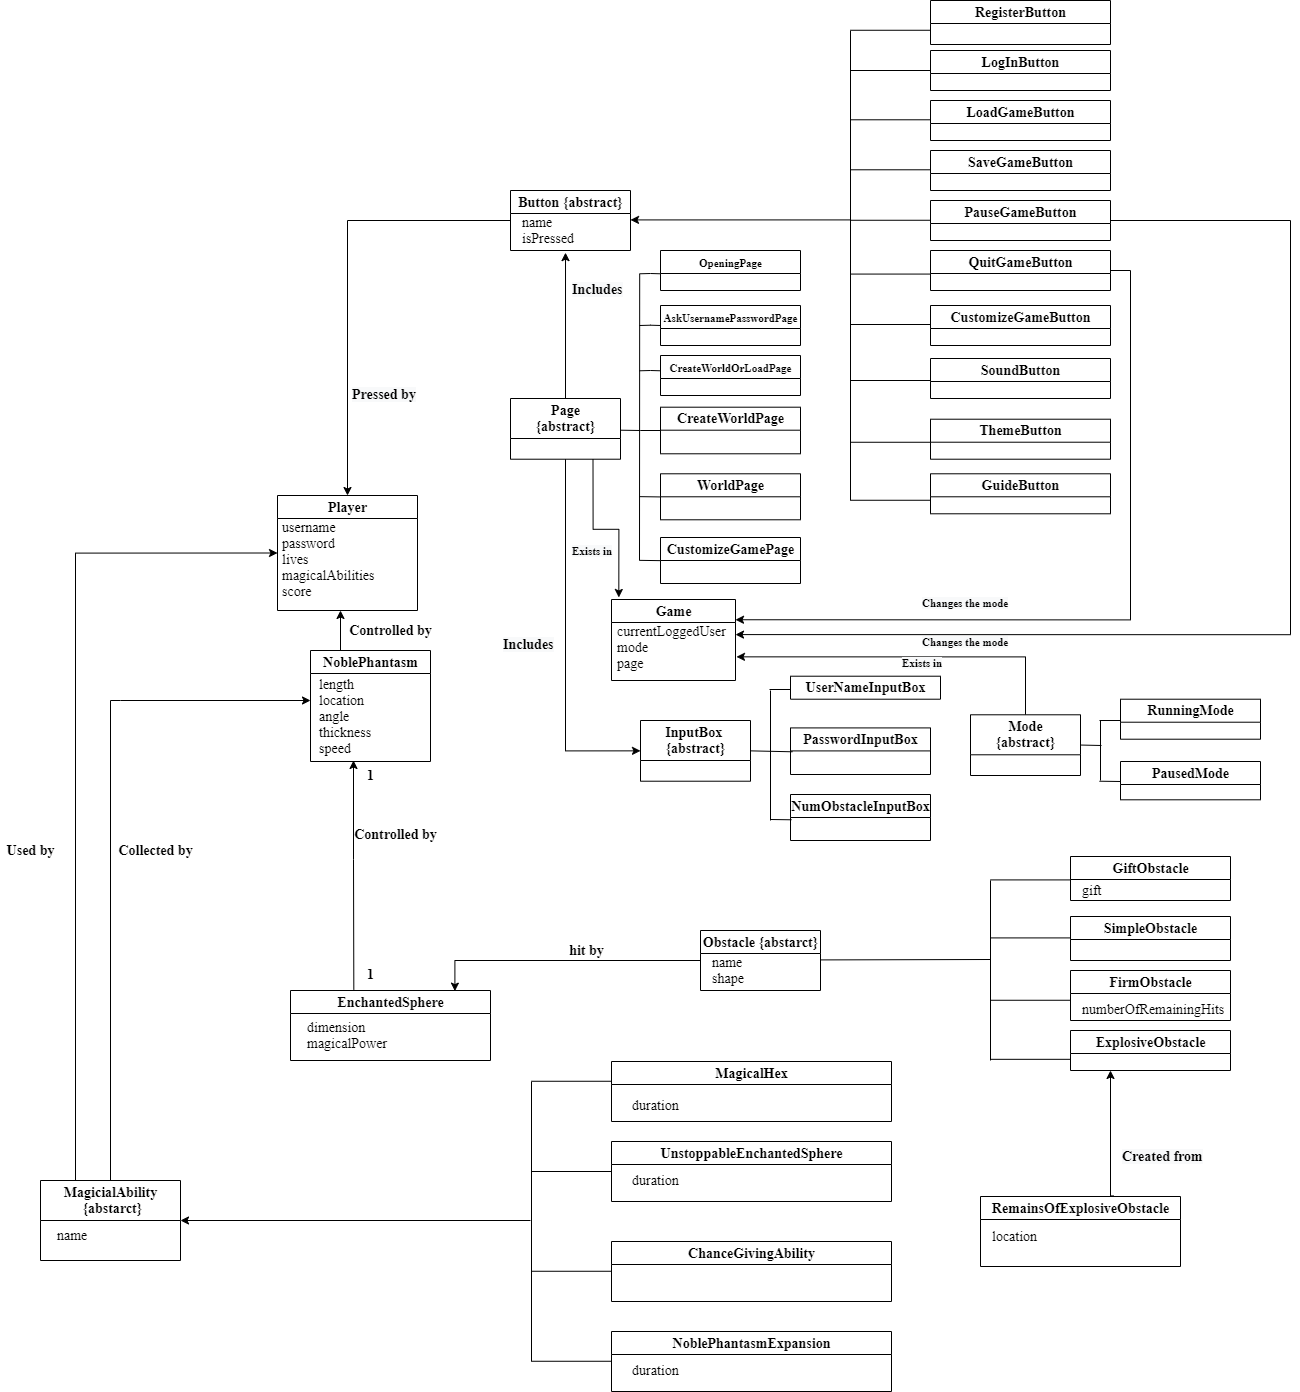 RegisterButton
LogInButton
LoadGameButton
SaveGameButton
Button {abstract}
name
isPressed
PauseGameButton
QuitGameButton
OpeningPage
Includes
CustomizeGameButton
AskUsernamePasswordPage
SoundButton
CreateWorldOrLoadPage
Pressed by
Page
{abstract}
CreateWorldPage
ThemeButton
WorldPage
GuideButton
Player
username
password
lives
magicalAbilities
score
Exists in
CustomizeGamePage
Changes the mode
Game
currentLoggedUser
mode
page
Controlled by
Includes
Changes the mode
Exists in
NoblePhantasm
length
location
angle
thickness
speed
UserNameInputBox
RunningMode
InputBox
{abstract}
PasswordInputBox
Mode
{abstract}
PausedMode
1
NumObstacleInputBox
Controlled by
Used by
Collected by
GiftObstacle
gift
SimpleObstacle
hit by
Obstacle {abstarct}
name
shape
1
FirmObstacle
numberOfRemainingHits
EnchantedSphere
dimension
magicalPower
ExplosiveObstacle
MagicalHex
duration
UnstoppableEnchantedSphere
duration
Created from
MagicialAbility
{abstarct}
name
RemainsOfExplosiveObstacle
location
ChanceGivingAbility
NoblePhantasmExpansion
duration